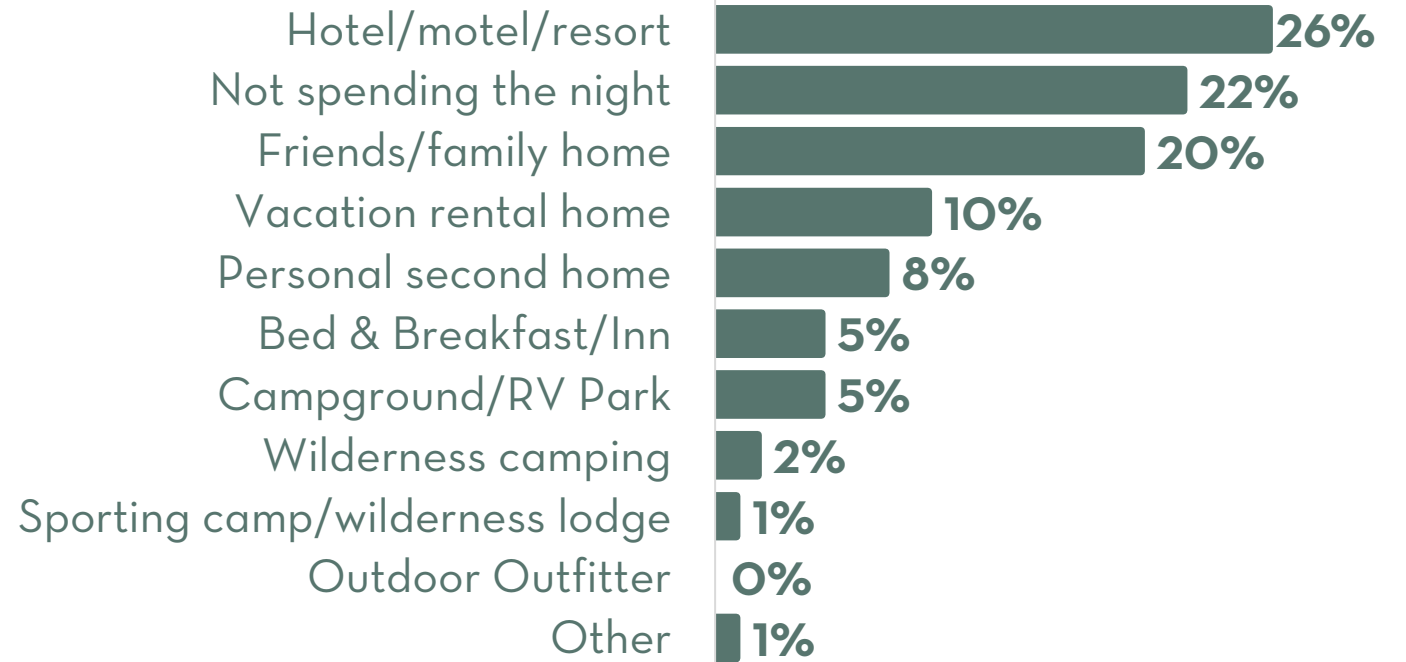 Hotel/motel/resort 26%
Not spending the night 22%
Friends/family home 20%
Vacation rental home 10%
Personal second home 8%
Bed & Breakfast/Inn 5%
Campground/RV Park 5%
Wilderness camping 2%
Sporting camp/wilderness lodge 1%
Outdoor Outfitter 0%
Other 1%